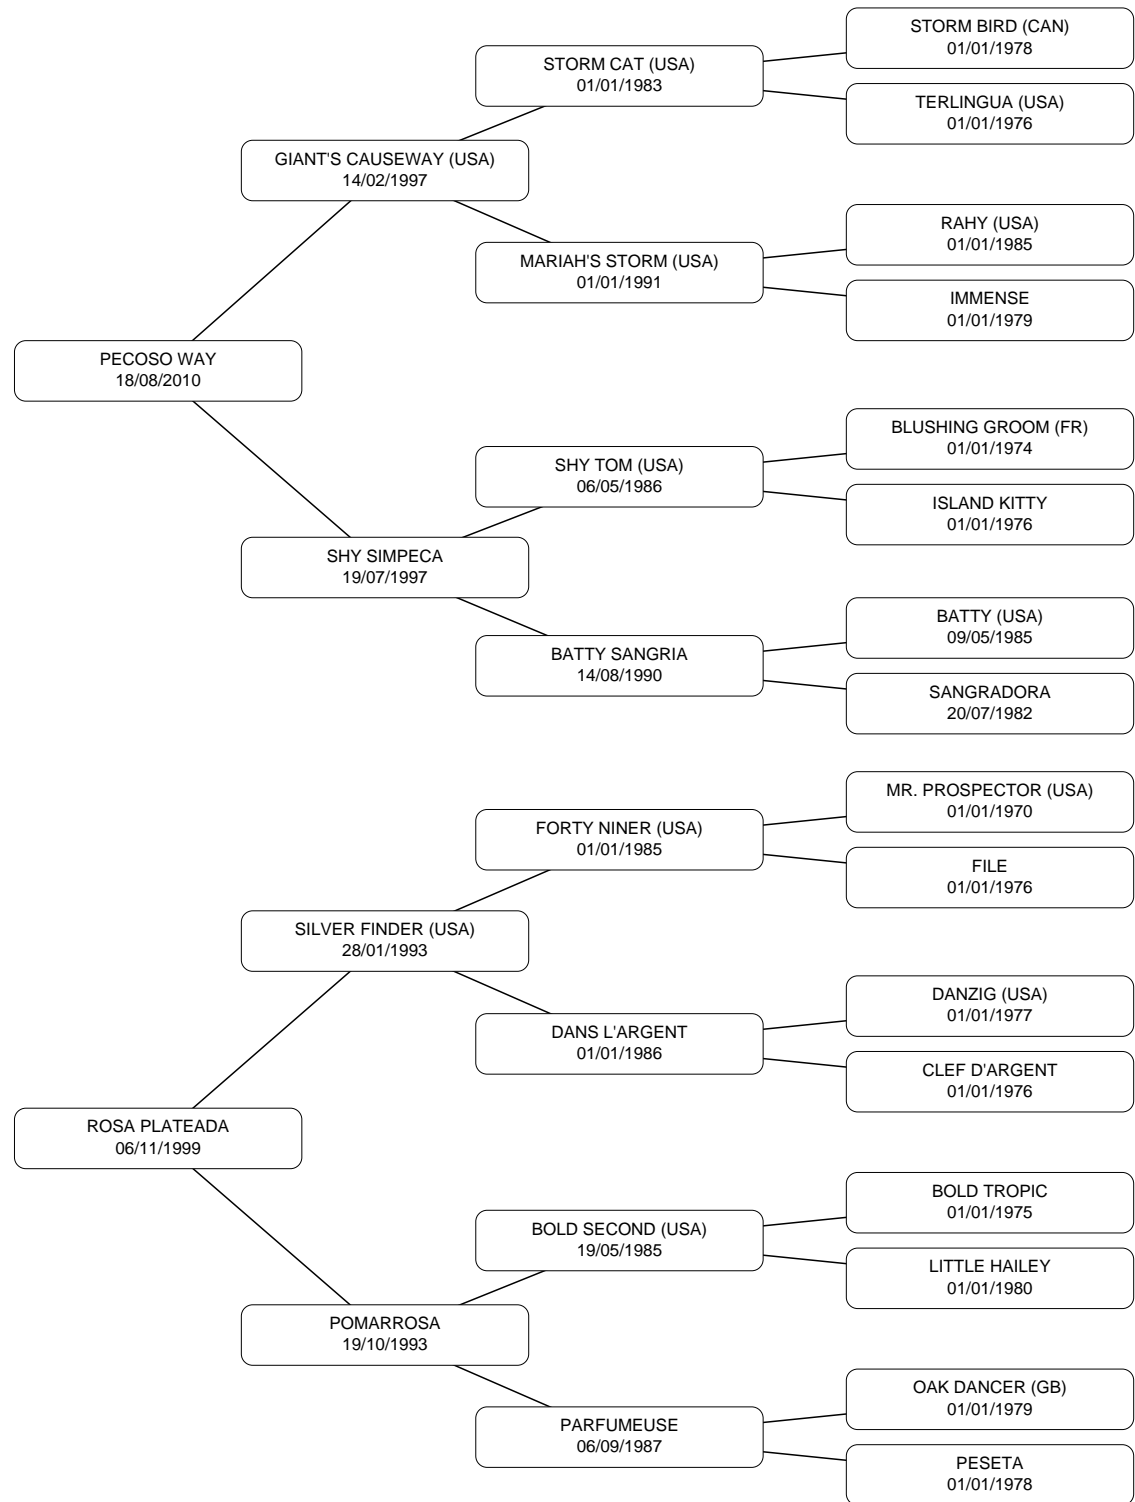 STORM BIRD (CAN)
01/01/1978
STORM CAT (USA)
01/01/1983
TERLINGUA (USA)
01/01/1976
GIANT'S CAUSEWAY (USA)
14/02/1997
RAHY (USA)
01/01/1985
MARIAH'S STORM (USA)
01/01/1991
IMMENSE
01/01/1979
PECOSO WAY
18/08/2010
BLUSHING GROOM (FR)
01/01/1974
SHY TOM (USA)
06/05/1986
ISLAND KITTY
01/01/1976
SHY SIMPECA
19/07/1997
BATTY (USA)
09/05/1985
BATTY SANGRIA
14/08/1990
SANGRADORA
20/07/1982
MR. PROSPECTOR (USA)
01/01/1970
FORTY NINER (USA)
01/01/1985
FILE
01/01/1976
SILVER FINDER (USA)
28/01/1993
DANZIG (USA)
01/01/1977
DANS L'ARGENT
01/01/1986
CLEF D'ARGENT
01/01/1976
ROSA PLATEADA
06/11/1999
BOLD TROPIC
01/01/1975
BOLD SECOND (USA)
19/05/1985
LITTLE HAILEY
01/01/1980
POMARROSA
19/10/1993
OAK DANCER (GB)
01/01/1979
PARFUMEUSE
06/09/1987
PESETA
01/01/1978